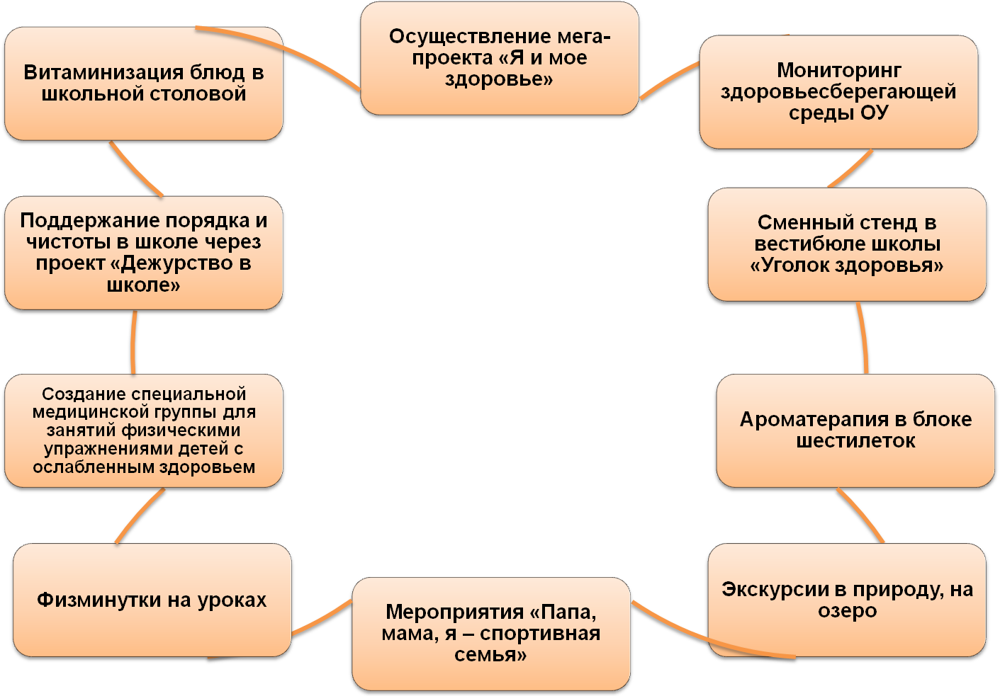 Осуществление мега-
проекта «Я и мое
здоровье»
Мониторинг
здоровьесберегающей
среды ОУ
Сменный стенд в
вестибюле школы
«Уголок здоровья»
Ароматерапия в блоке
шестилеток
Экскурсии в природу, на
озеро
Мероприятия «Папа,
мама, я – спортивная
семья»
Физминутки на уроках
Создание специальной
медицинской группы для
занятий физическими
упражнениями детей с
ослабленным здоровьем
Поддержание порядка и
чистоты в школе через
проект «Дежурство в
школе»
Витаминизация блюд в
школьной столовой